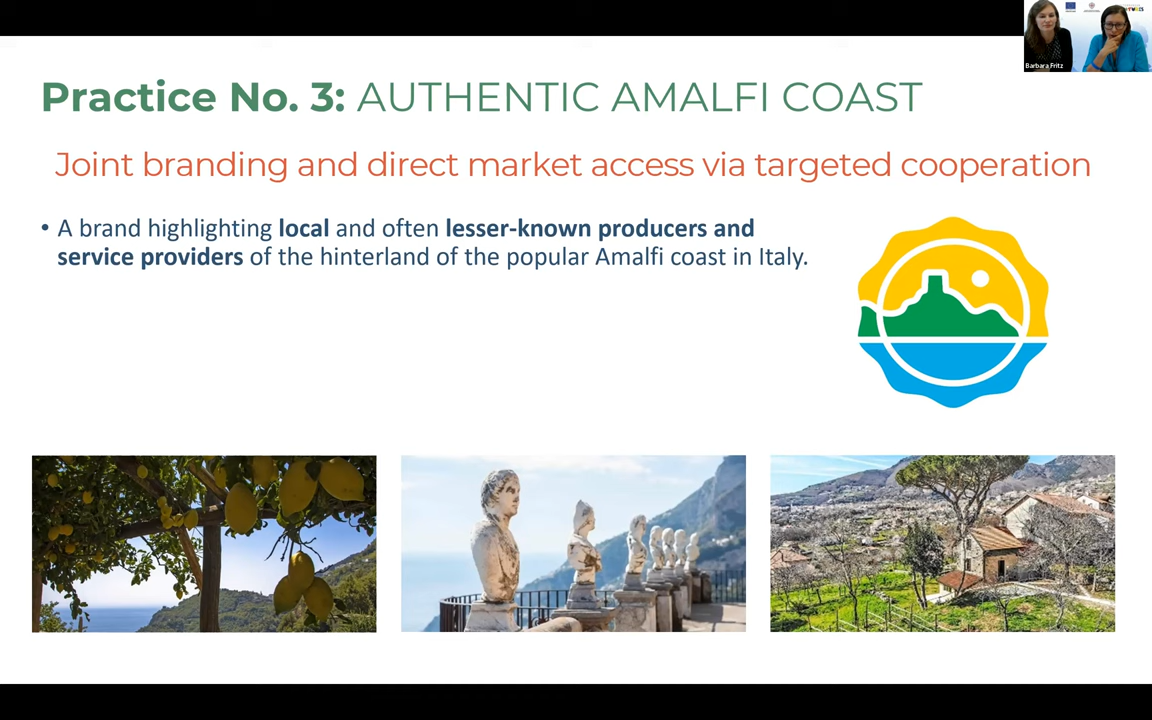 Barbara Fritz
Practice No. 3: AUTHENTIC AMALFI COAST
Joint branding and direct market access via targeted cooperation
• A brand highlighting local and often lesser-known producers and
service providers of the hinterland of the popular Amalfi coast in Italy.